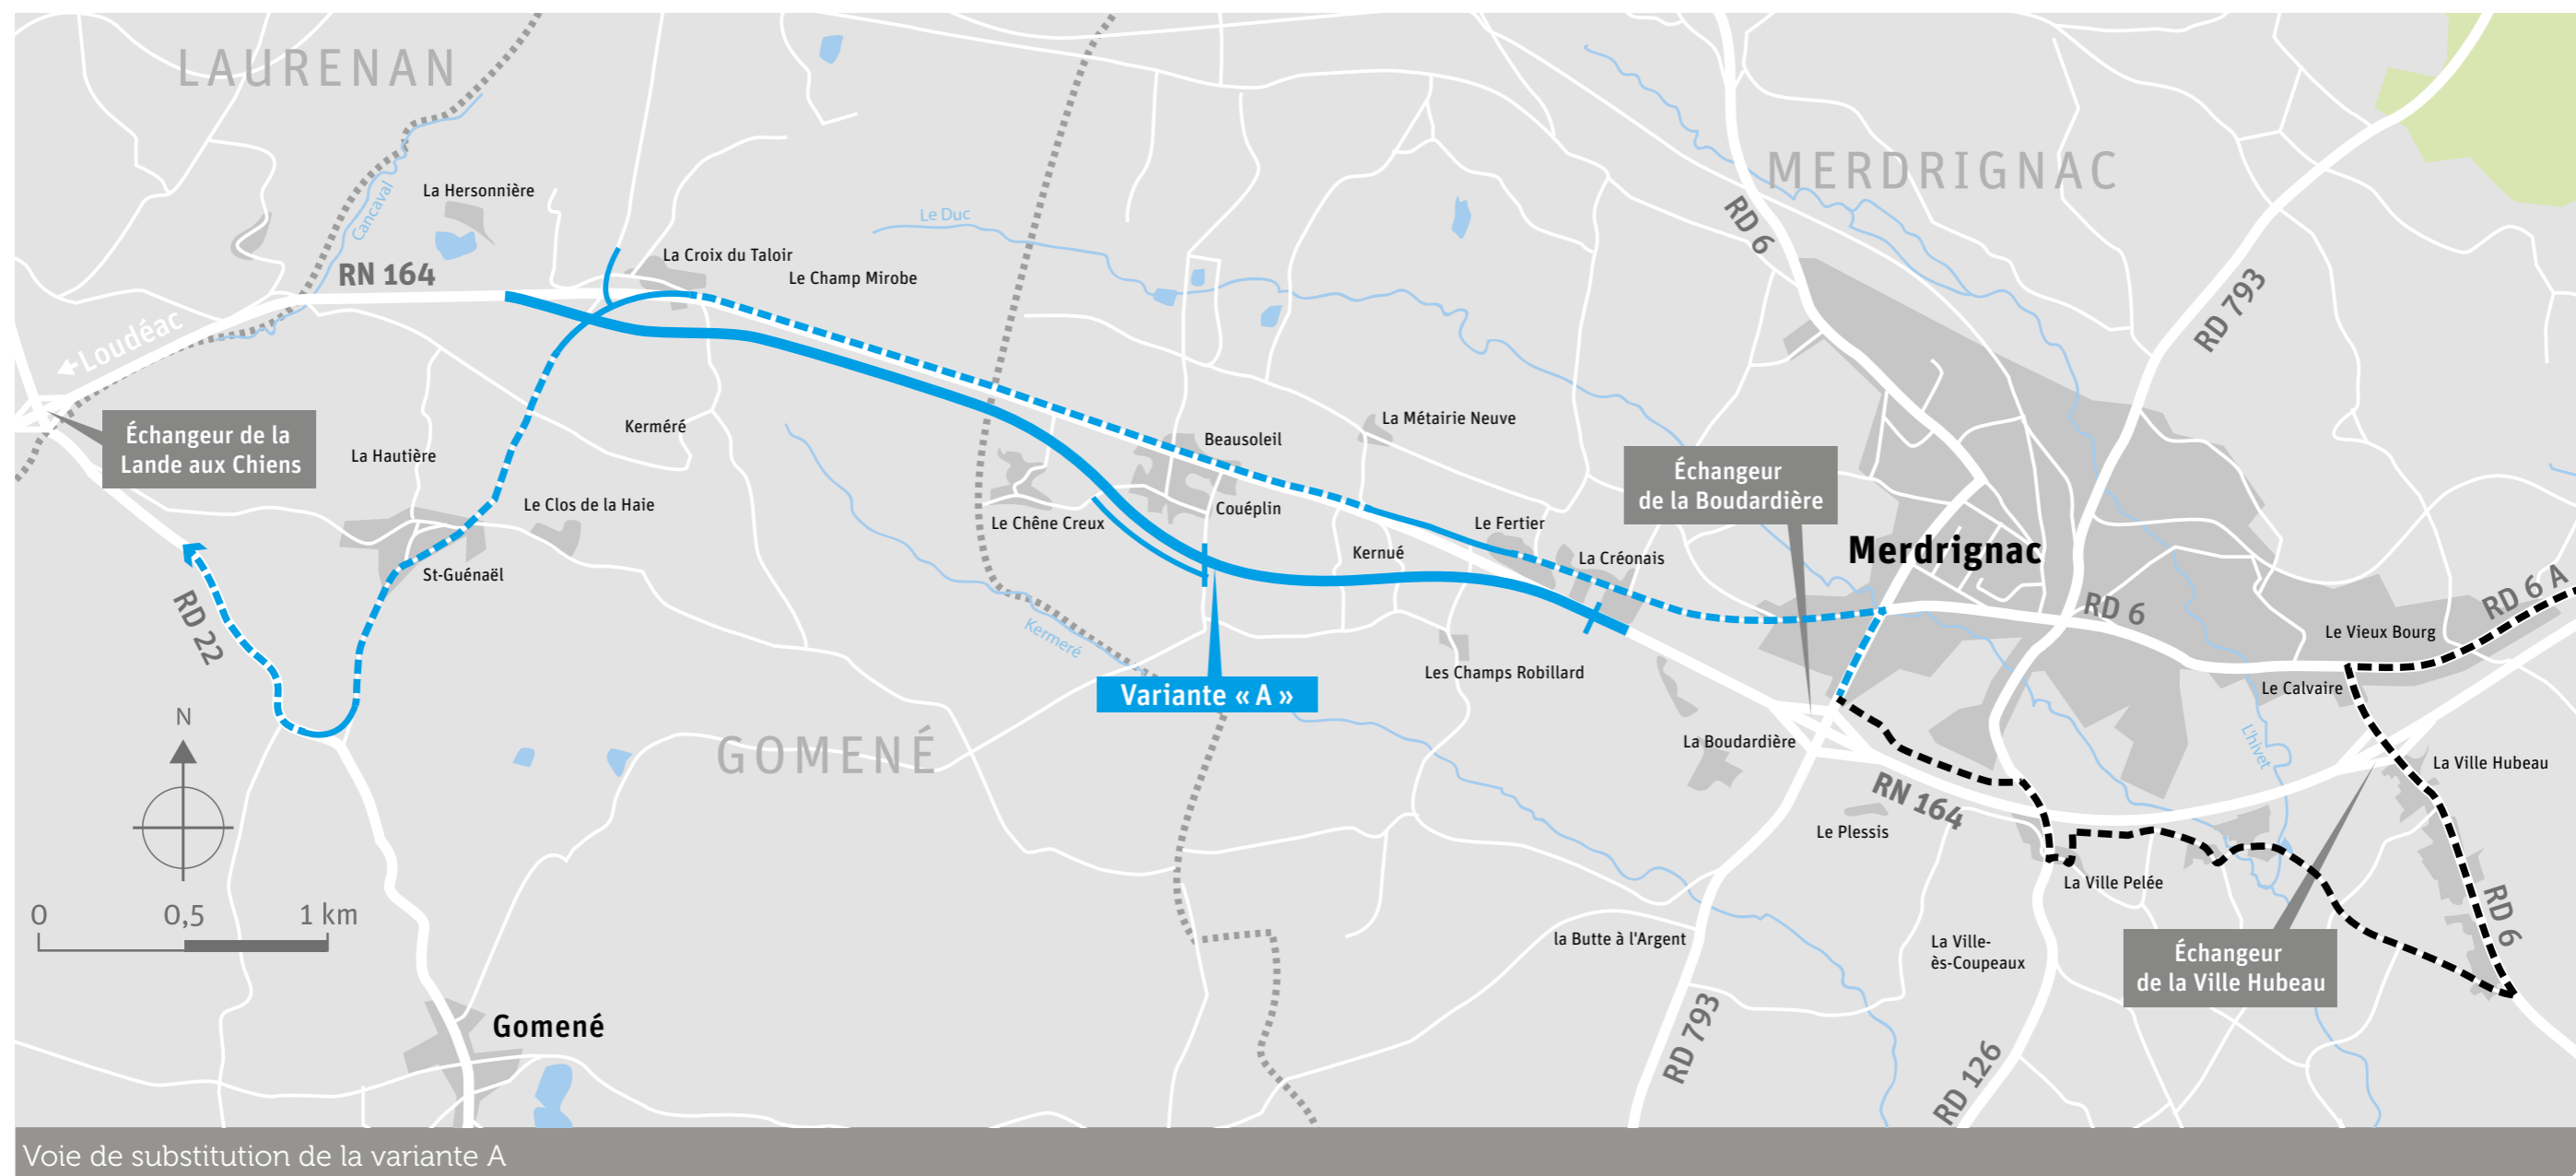 LAURENAN
MERDRIGNAC
La Hersonnière
Cancaval
Le Duc
RD 6
La Croix du Taloir
RN 164
Le Champ Mirobe
RD 793
Loudéac
Échangeur de la
Lande aux Chiens
Kerméré
La Hautière
Beausoleil
La Métairie Neuve
Échangeur
de la Boudardière
Le Clos de la Haie
Couéplin
Le Chêne Creux
Le Fertier
Kernué
La Créonais
Merdrignac
St-Guénaël
RD 22
RD 6
RD 6 A
Le Vieux Bourg
Kermeré
Les Champs Robillard
Le Calvaire
Variante « A »
N
GOMENÉ
La Boudardière
L'hivet
La Ville Hubeau
RN 164
Le Plessis
La Ville Pelée
0
0,5
1 km
RD 6
la Butte à l'Argent
La Ville-
ès-Coupeaux
Échangeur
de la Ville Hubeau
Gomené
RD 793
RD 126
Voie de substitution de la variante A